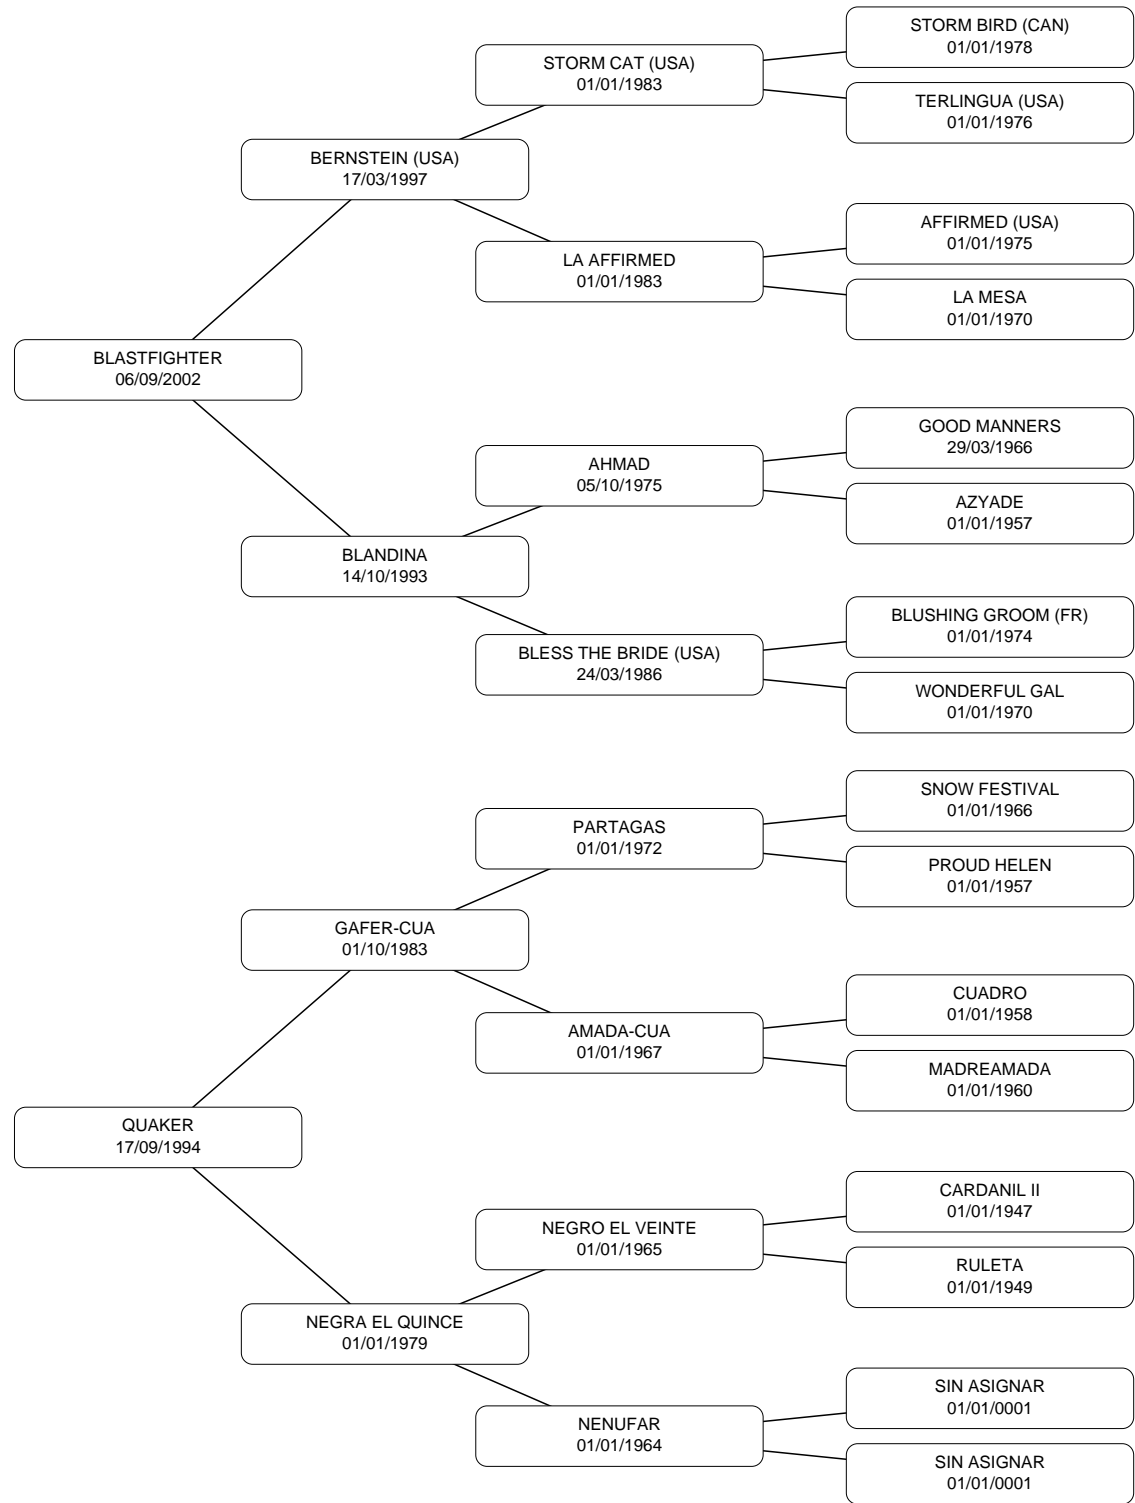 STORM BIRD (CAN)
01/01/1978
STORM CAT (USA)
01/01/1983
TERLINGUA (USA)
01/01/1976
BERNSTEIN (USA)
17/03/1997
AFFIRMED (USA)
01/01/1975
LA AFFIRMED
01/01/1983
LA MESA
01/01/1970
BLASTFIGHTER
06/09/2002
GOOD MANNERS
29/03/1966
AHMAD
05/10/1975
AZYADE
01/01/1957
BLANDINA
14/10/1993
BLUSHING GROOM (FR)
01/01/1974
BLESS THE BRIDE (USA)
24/03/1986
WONDERFUL GAL
01/01/1970
SNOW FESTIVAL
01/01/1966
PARTAGAS
01/01/1972
PROUD HELEN
01/01/1957
GAFER-CUA
01/10/1983
CUADRO
01/01/1958
AMADA-CUA
01/01/1967
MADREAMADA
01/01/1960
QUAKER
17/09/1994
CARDANIL II
01/01/1947
NEGRO EL VEINTE
01/01/1965
RULETA
01/01/1949
NEGRA EL QUINCE
01/01/1979
SIN ASIGNAR
01/01/0001
NENUFAR
01/01/1964
SIN ASIGNAR
01/01/0001